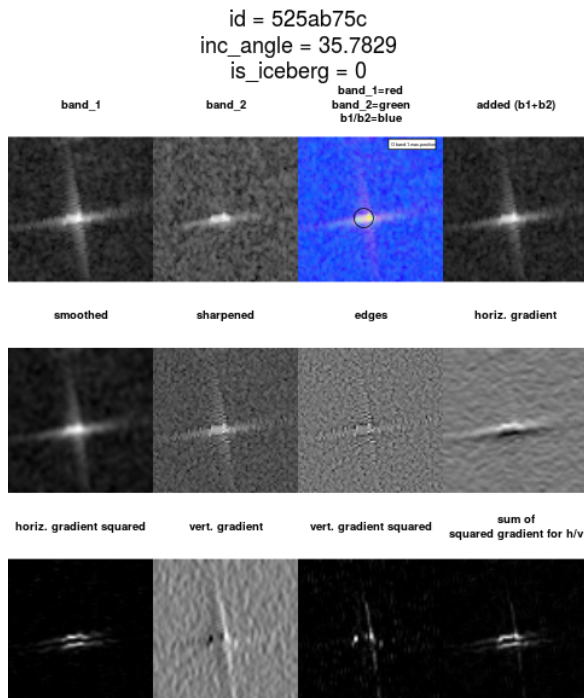 id = 525ab75c
inc_angle = 35.7829
is_iceberg = 0
band_1
band_2
band_1=red
band_2=green
b1/b2=blue
added (b1+b2)
smoothed
sharpened
edges
horiz. gradient
horiz. gradient squared
vert. gradient
vert. gradient squared
sum of
squared gradient for h/v